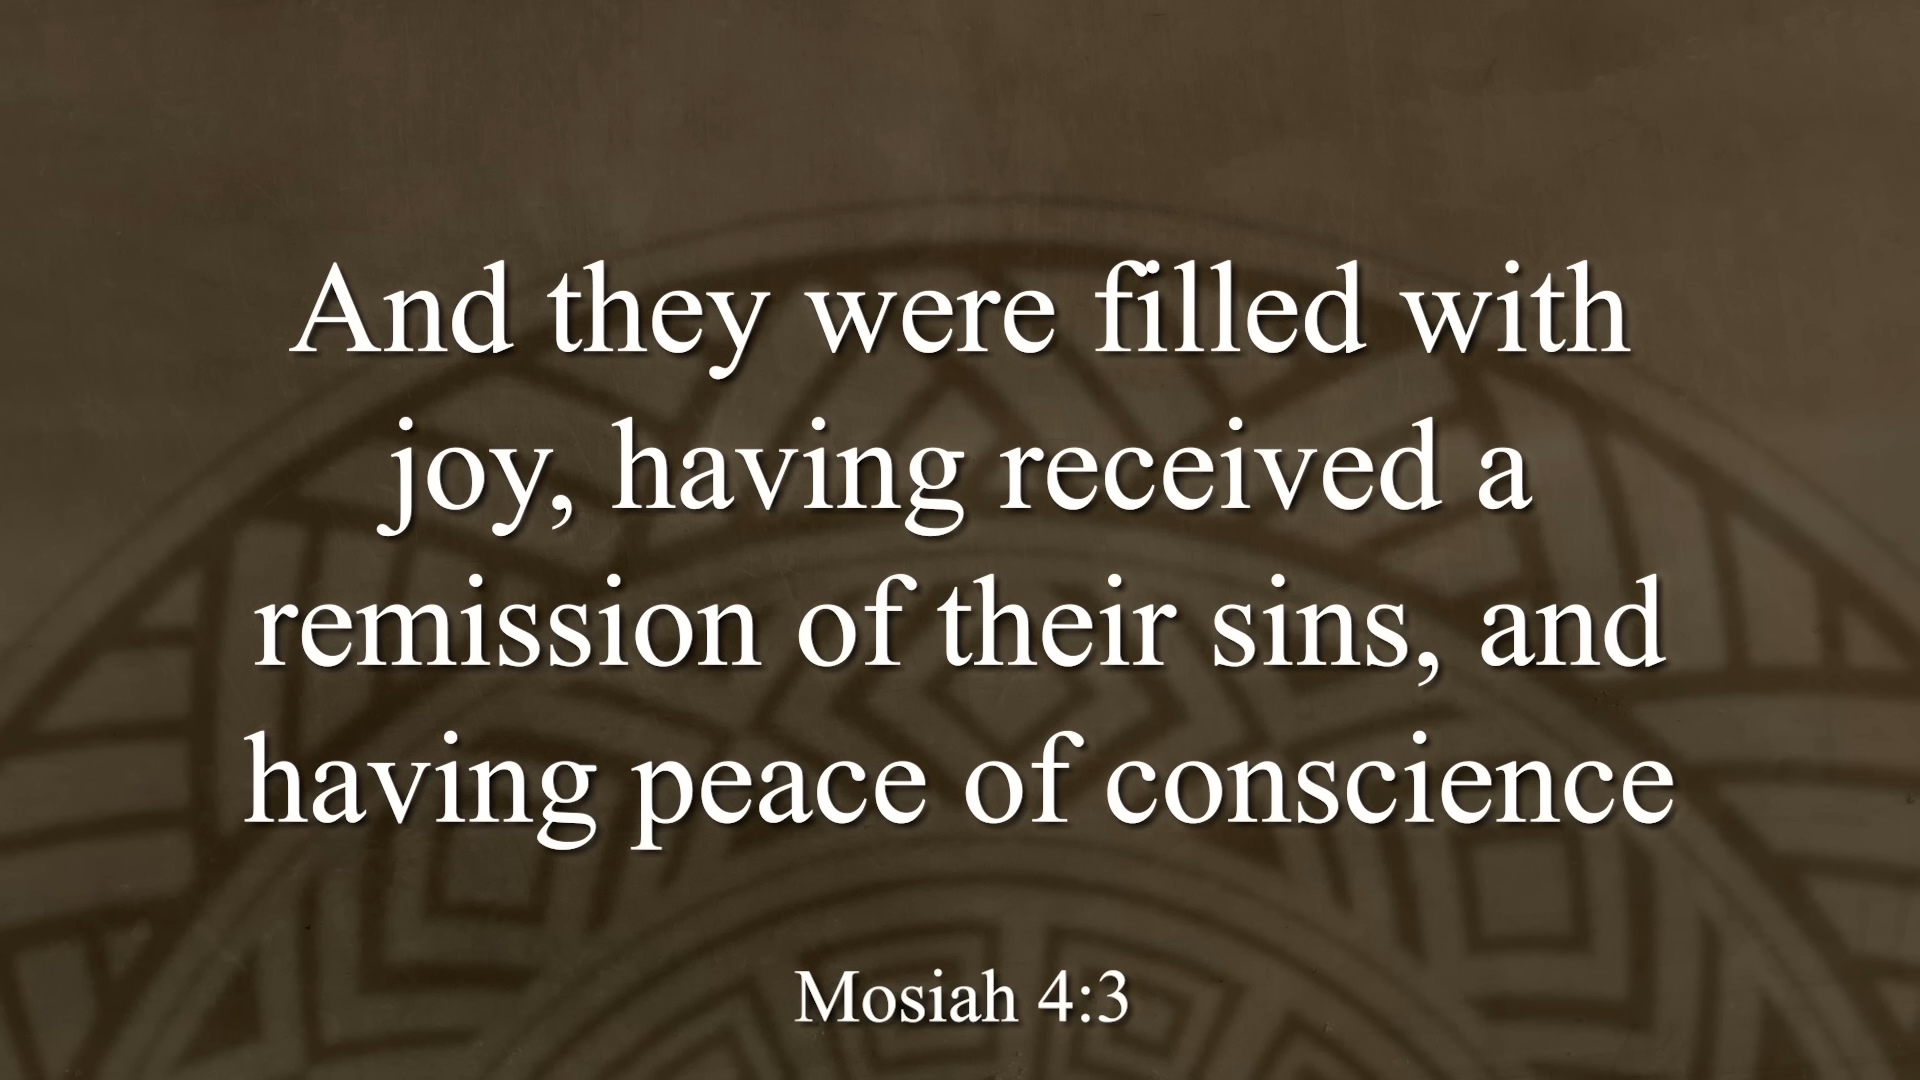 And they were filled with
joy, having received a
remission of their sins, and
having peace of conscience
Mosiah 4:3